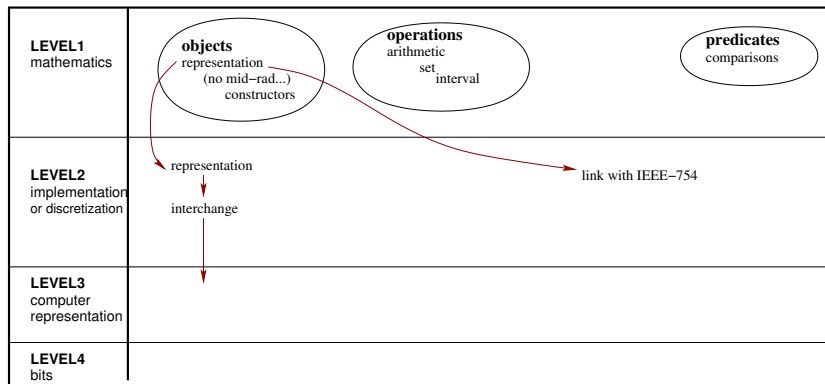 LEVEL1
mathematics
objects
representation
(no mid−rad...)
constructors
operations
arithmetic
set
interval
predicates
comparisons
LEVEL2
implementation
or discretization
representation
interchange
link with IEEE−754
LEVEL3
computer
representation
LEVEL4
bits